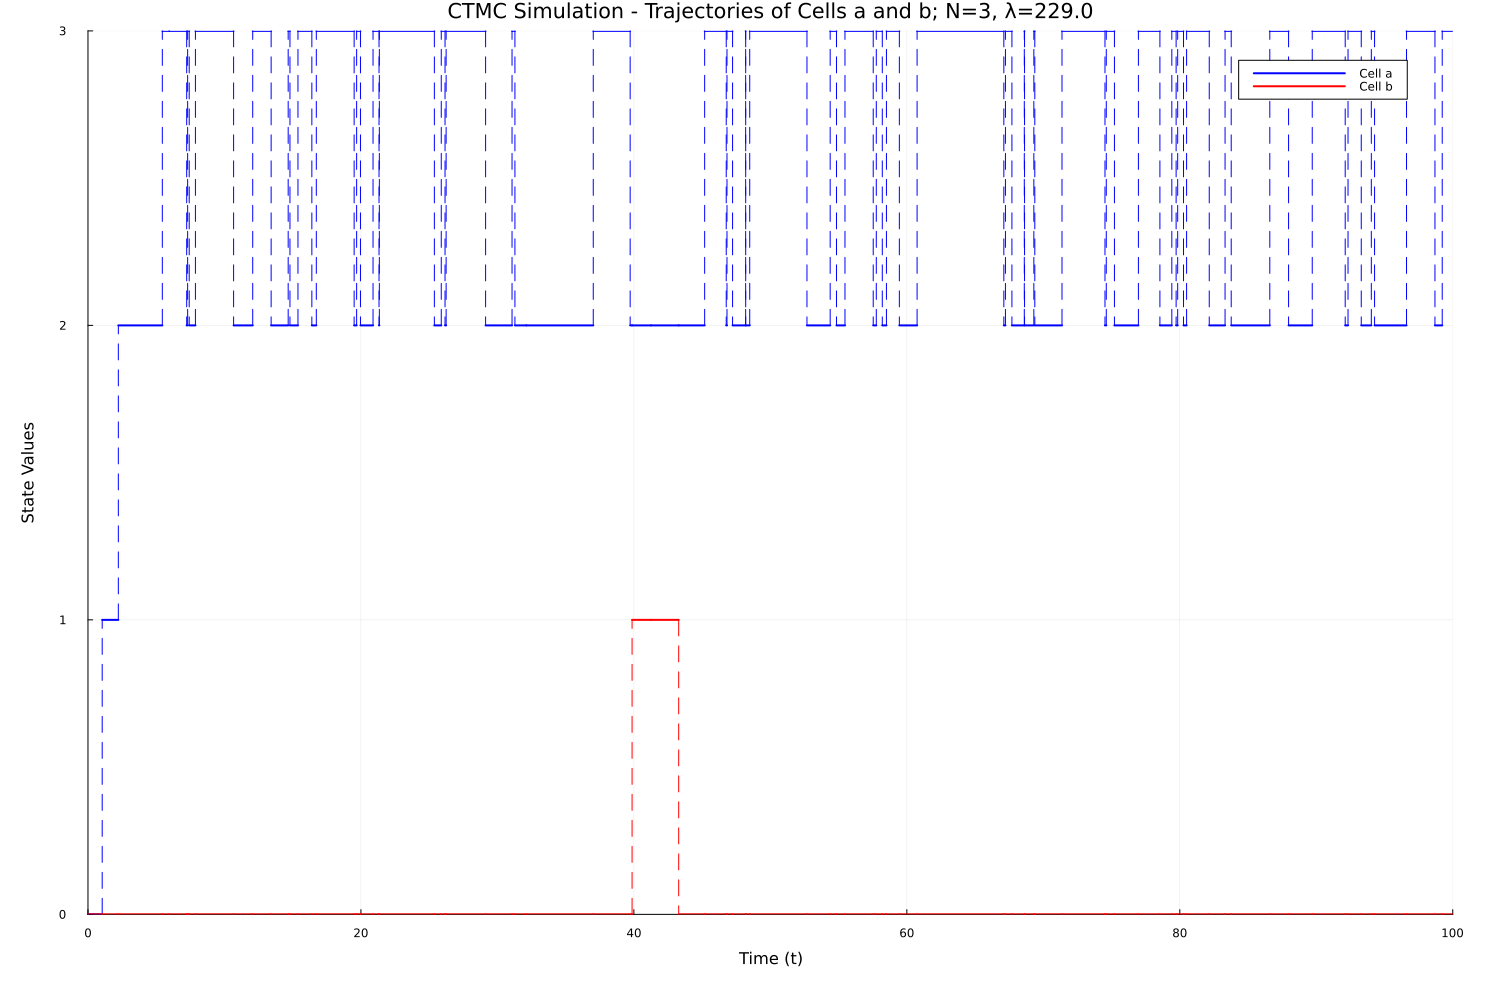 CTMC Simulation - Trajectories of Cells a and b; N=3, λ=229.0
3
Cell a
Cell b
2
State Values
1
0
0 20 40 60 80 100
Time (t)